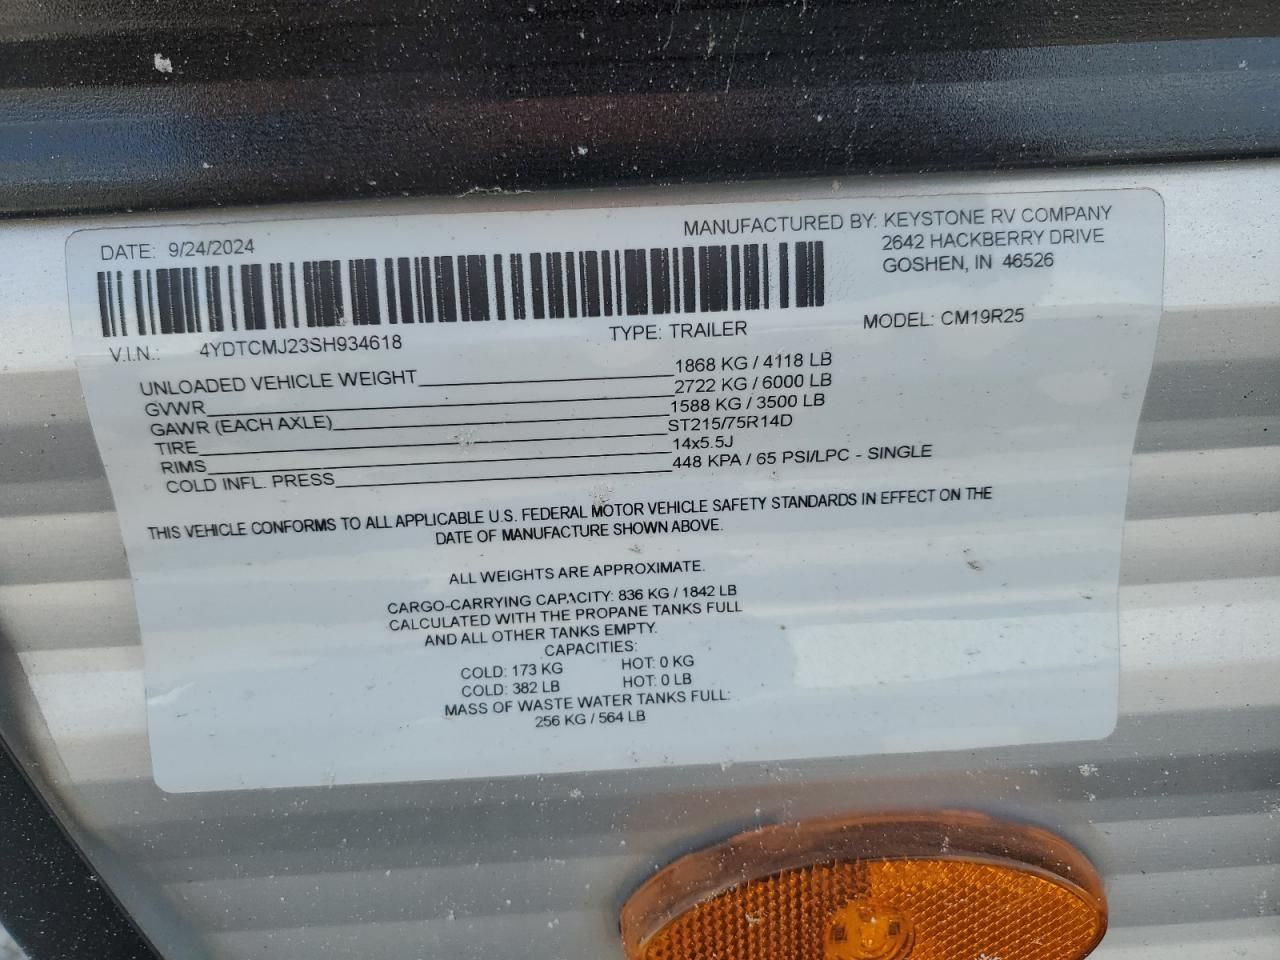 DATE: 9/24/2024
MANUFACTURED BY: KEYSTONE RV COMPANY
2642 HACKBERRY DRIVE
GOSHEN, IN 46526
V.I.N.: 4YDTCMJ23SH934618
TYPE: TRAILER
MODEL: CM19R25
UNLOADED VEHICLE WEIGHT 1868 KG / 4118 LB
GVWR 2722 KG / 6000 LB
GAWR (EACH AXLE) 1588 KG / 3500 LB
TIRE ST215/75R14D
RIMS 14x5.5J
COLD INFL. PRESS 448 KPA / 65 PSI/LPC - SINGLE
THIS VEHICLE CONFORMS TO ALL APPLICABLE U.S. FEDERAL MOTOR VEHICLE SAFETY STANDARDS IN EFFECT ON THE
DATE OF MANUFACTURE SHOWN ABOVE.
ALL WEIGHTS ARE APPROXIMATE.
CARGO-CARRYING CAPACITY: 836 KG / 1842 LB
CALCULATED WITH THE PROPANE TANKS FULL
AND ALL OTHER TANKS EMPTY.
CAPACITIES:
COLD: 173 KG HOT: 0 KG
COLD: 382 LB HOT: 0 LB
MASS OF WASTE WATER TANKS FULL:
256 KG / 564 LB